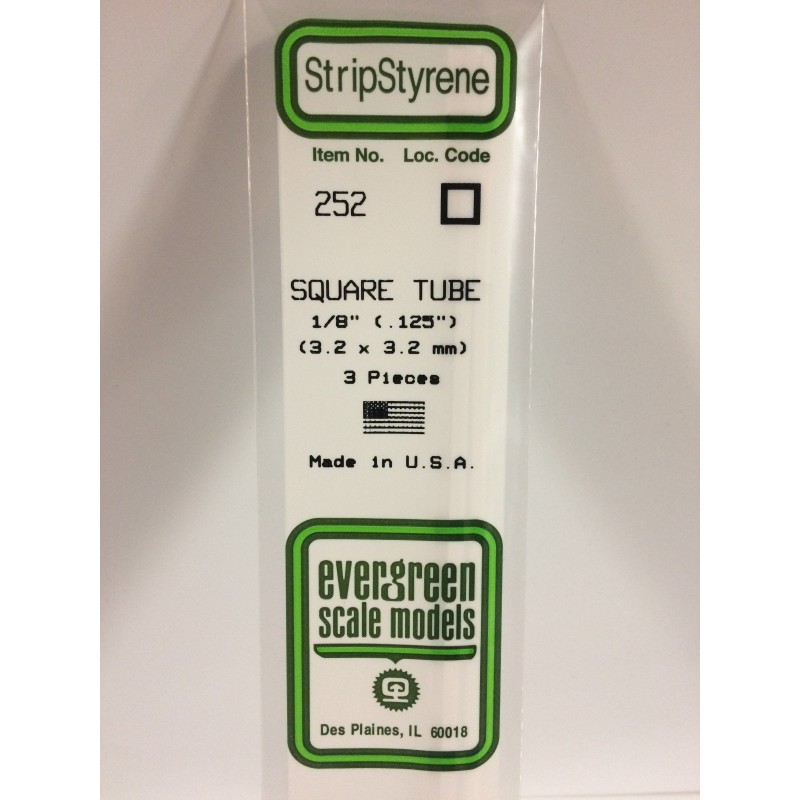 StripStyrene
Item No. Loc. Code
252
SQUARE TUBE
1/8" (.125")
(3.2 x 3.2 mm)
3 Pieces
Made in U.S.A.
evergreen
scale models
Des Plaines, IL 60018